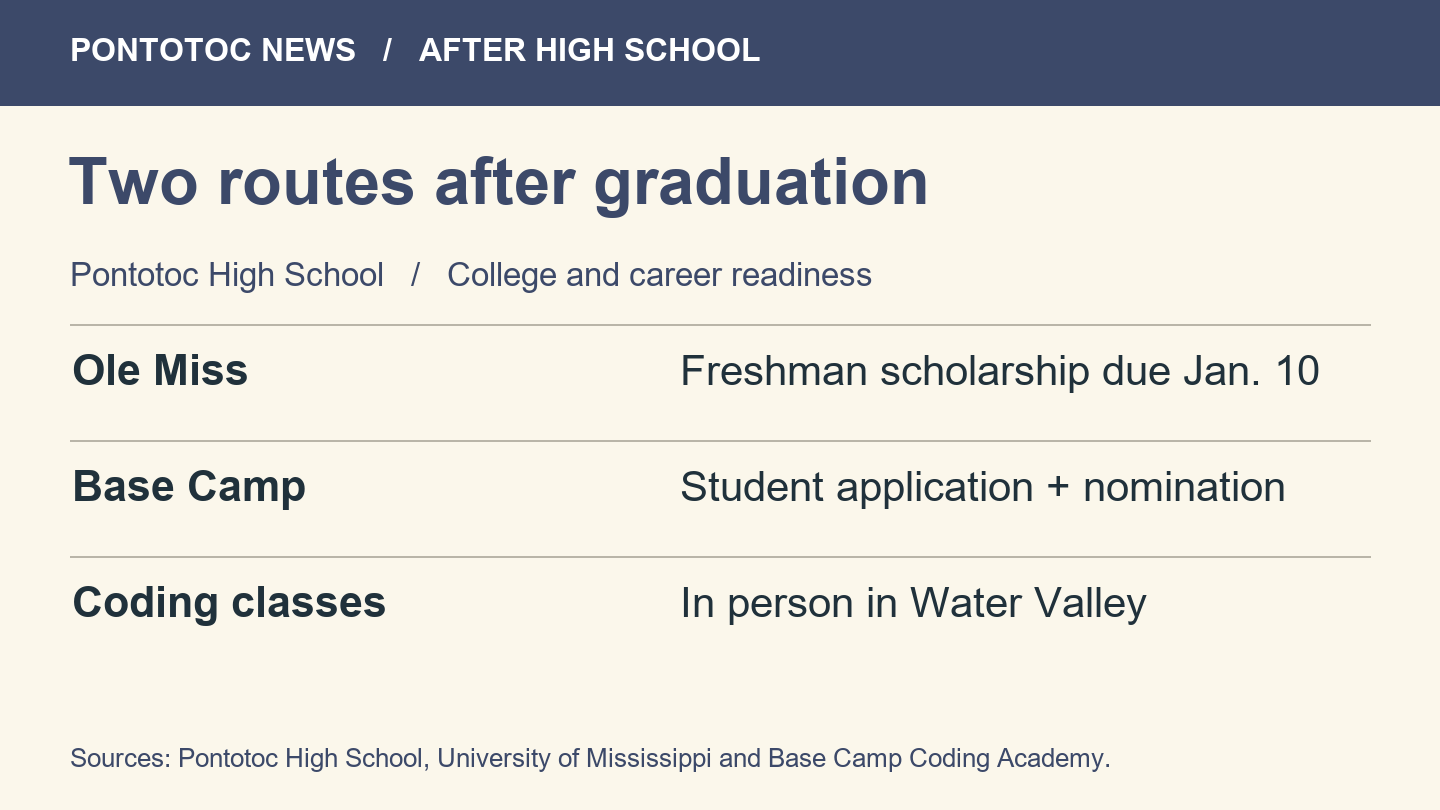 PONTOTOC NEWS / AFTER HIGH SCHOOL
Two routes after graduation
Pontotoc High School / College and career readiness
Ole Miss Freshman scholarship due Jan. 10
Base Camp Student application + nomination
Coding classes In person in Water Valley
Sources: Pontotoc High School, University of Mississippi and Base Camp Coding Academy.